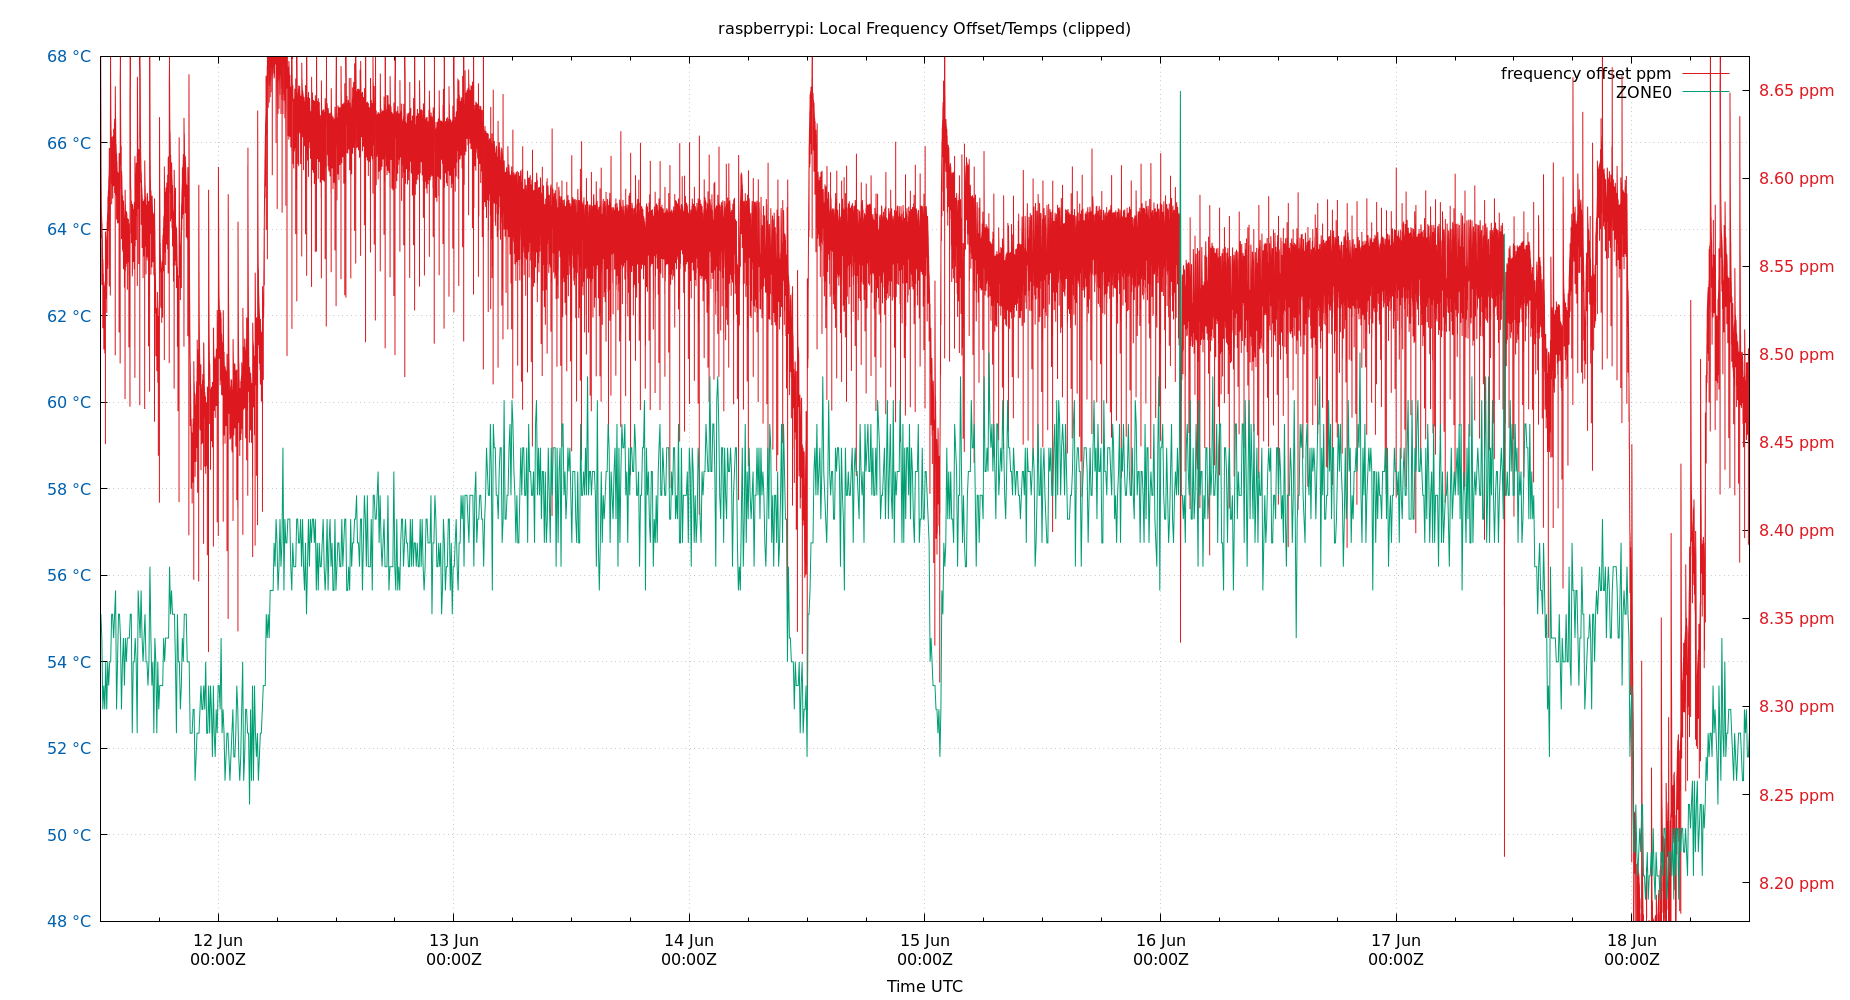 raspberrypi: Local Frequency Offset/Temps (clipped)
frequency offset ppm
ZONE0
68 °C
66 °C
64 °C
62 °C
60 °C
58 °C
56 °C
54 °C
52 °C
50 °C
48 °C
8.65 ppm
8.60 ppm
8.55 ppm
8.50 ppm
8.45 ppm
8.40 ppm
8.35 ppm
8.30 ppm
8.25 ppm
8.20 ppm
12 Jun
00:00Z
13 Jun
00:00Z
14 Jun
00:00Z
15 Jun
00:00Z
16 Jun
00:00Z
17 Jun
00:00Z
18 Jun
00:00Z
Time UTC